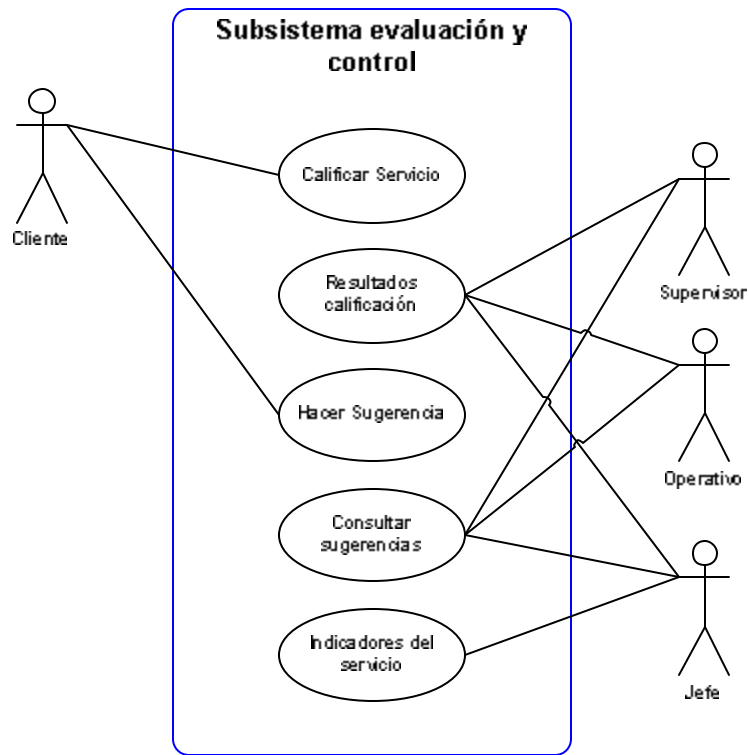 Subsistema evaluación y
control
Calificar Servicio
Cliente
Resultados
calificación
Supervisor
Hacer Sugerencia
Operativo
Consultar
sugerencias
Indicadores del
servicio
Jefe